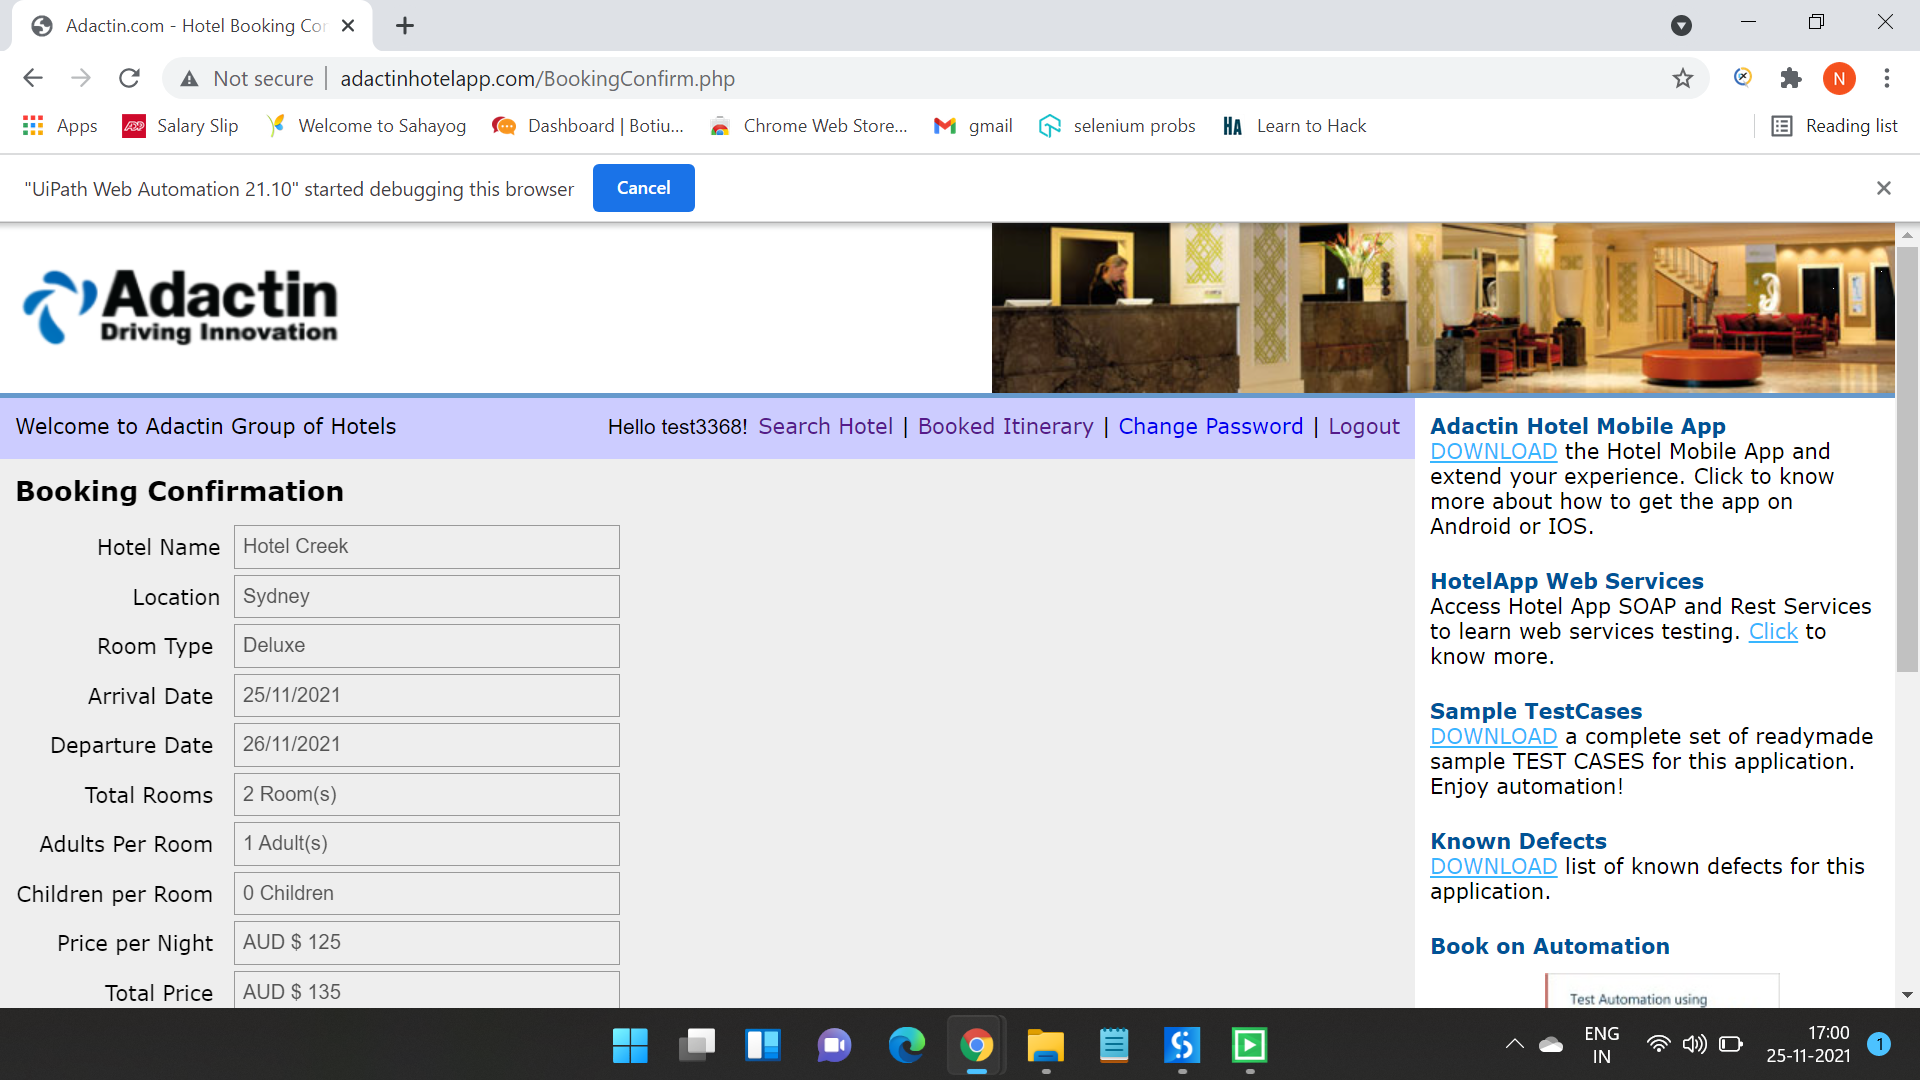 Adactin.com - Hotel Booking Cor
Not secure
adactinhotelapp.com/BookingConfirm.php
N
Apps
ADP
Salary Slip
Welcome to Sahayog
Dashboard | Botiu...
Chrome Web Store...
gmail
selenium probs
HA
Learn to Hack
Reading list
"UiPath Web Automation 21.10" started debugging this browser
Cancel
Adactin
Driving Innovation
Welcome to Adactin Group of Hotels
Hello test3368! Search Hotel | Booked Itinerary | Change Password | Logout
Booking Confirmation
Hotel Name Hotel Creek
Location Sydney
Room Type Deluxe
Arrival Date 25/11/2021
Departure Date 26/11/2021
Total Rooms 2 Room(s)
Adults Per Room 1 Adult(s)
Children per Room 0 Children
Price per Night AUD $ 125
Total Price AUD $ 135
Adactin Hotel Mobile App
DOWNLOAD the Hotel Mobile App and
extend your experience. Click to know
more about how to get the app on
Android or IOS.
HotelApp Web Services
Access Hotel App SOAP and Rest Services
to learn web services testing. Click to
know more.
Sample TestCases
DOWNLOAD a complete set of readymade
sample TEST CASES for this application.
Enjoy automation!
Known Defects
DOWNLOAD list of known defects for this
application.
Book on Automation
Test Automation using
ENG
IN
17:00
25-11-2021
1